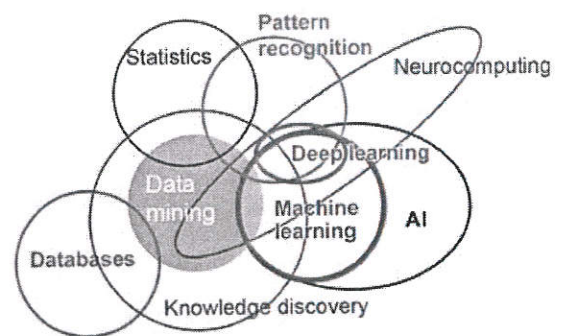 Pattern
recognition
Statistics
Neurocomputing
Deep learning
Data
mining
Machine
learning
AI
Databases
Knowledge discovery